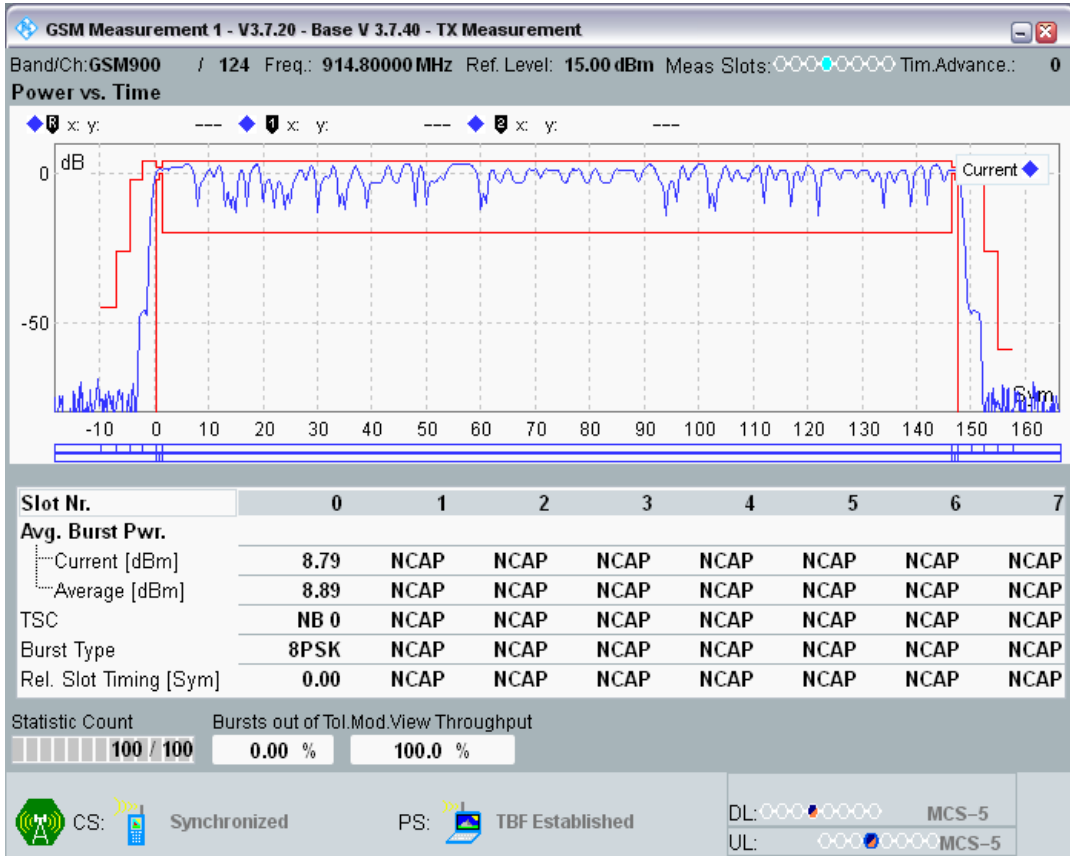 GSM Measurement 1 - V3.7.20 - Base V 3.7.40 - TX Measurement
Band/Ch:GSM900 / 124 Freq.: 914.80000 MHz Ref. Level: 15.00 dBm Meas Slots: Tim.Advance.: 0
Power vs. Time
R x: y: --- 1 x: y: --- 2 x: y: ---
dB
Current
0
-50
Sym
-10 0 10 20 30 40 50 60 70 80 90 100 110 120 130 140 150 160
Slot Nr. 0 1 2 3 4 5 6 7
Avg. Burst Pwr.
Current [dBm] 8.79 NCAP NCAP NCAP NCAP NCAP NCAP NCAP
Average [dBm] 8.89 NCAP NCAP NCAP NCAP NCAP NCAP NCAP
TSC NB 0 NCAP NCAP NCAP NCAP NCAP NCAP NCAP
Burst Type 8PSK NCAP NCAP NCAP NCAP NCAP NCAP NCAP
Rel. Slot Timing [Sym] 0.00 NCAP NCAP NCAP NCAP NCAP NCAP NCAP
Statistic Count Bursts out of Tol.Mod.View Throughput
100 / 100 0.00 % 100.0 %
CS: Synchronized PS: TBF Established
DL: MCS-5
UL: MCS-5